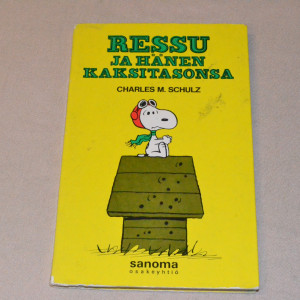 RESSU
JA HÄNEN
KAKSITASONSA
CHARLES M. SCHULZ
sanoma
osakeyhtiö